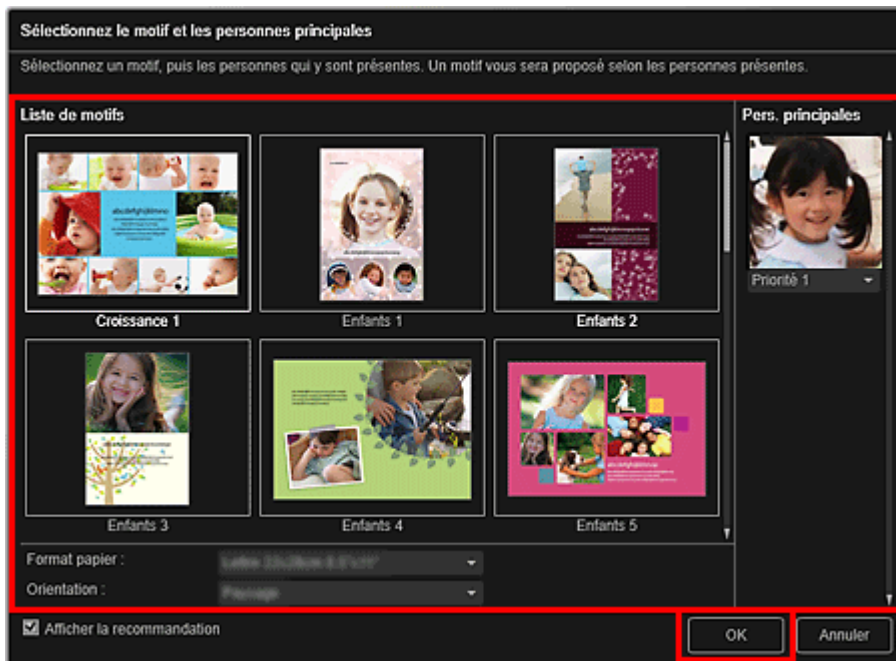 Sélectionnez le motif et les personnes principales
Sélectionnez un motif, puis les personnes qui y sont présentes. Un motif vous sera proposé selon les personnes présentes.
Liste de motifs
Pers. principales
Croissance 1
Enfants 1
Enfants 2
Priorité 1
Enfants 3
Enfants 4
Enfants 5
Format papier :
Orientation :
Afficher la recommandation
OK
Annuler